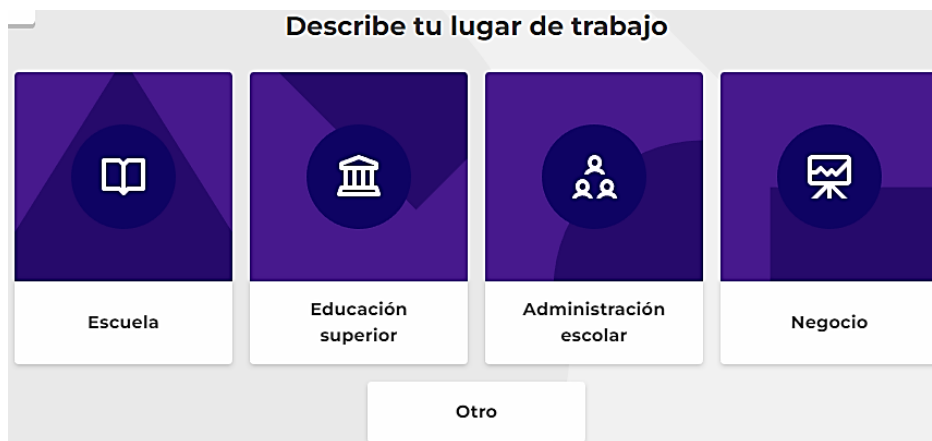 Describe tu lugar de trabajo
Escuela
Educación
superior
Administración
escolar
Negocio
Otro